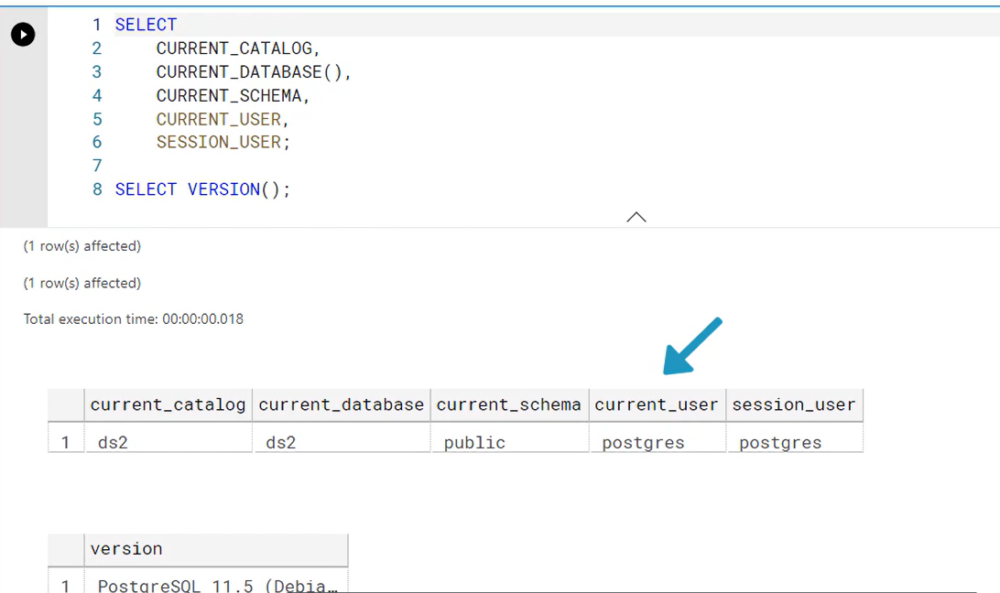 1 SELECT
2 CURRENT_CATALOG,
3 CURRENT_DATABASE(),
4 CURRENT_SCHEMA,
5 CURRENT_USER,
6 SESSION_USER;
7
8 SELECT VERSION();
(1 row(s) affected)
(1 row(s) affected)
Total execution time: 00:00:00.018
current_catalog current_database current_schema current_user session_user
1 ds2 ds2 public postgres postgres
version
1 PostgreSQL 11.5 (Debia…